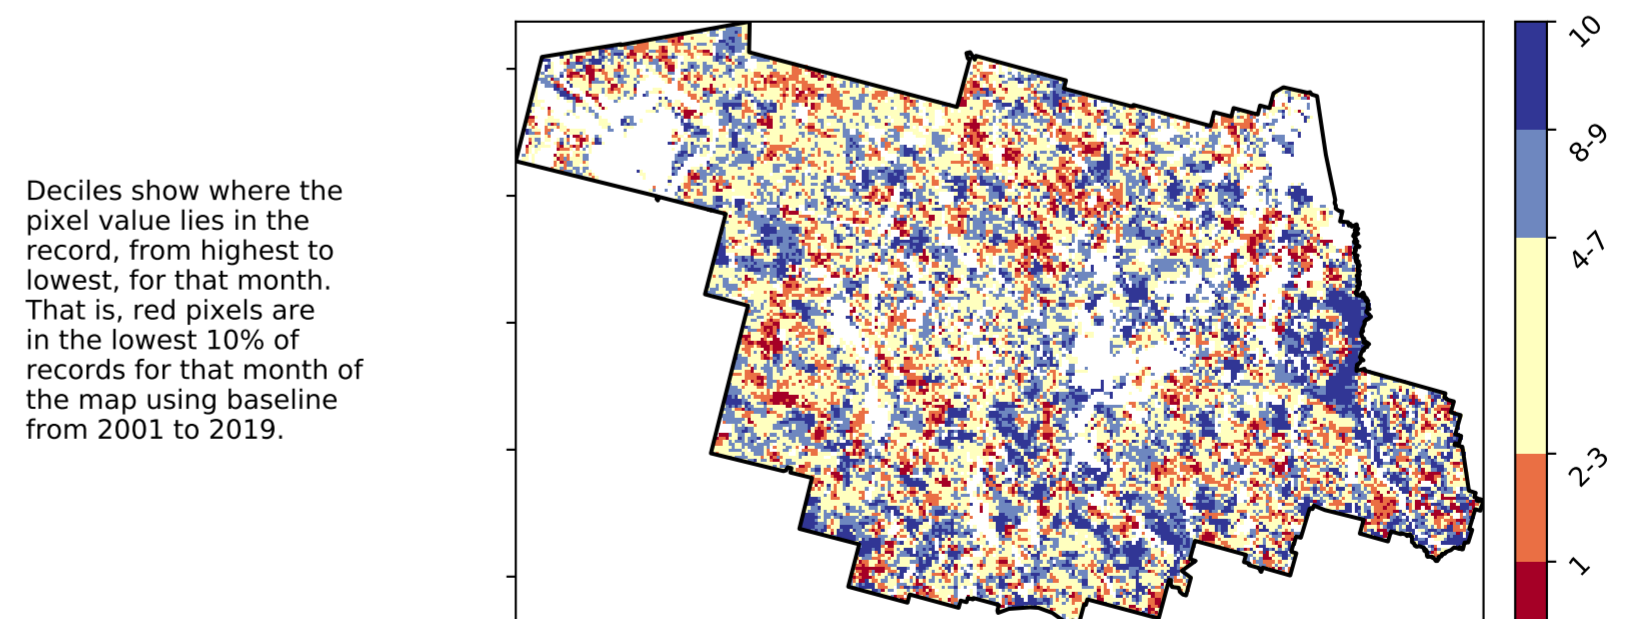 Deciles show where the
pixel value lies in the
record, from highest to
lowest, for that month.
That is, red pixels are
in the lowest 10% of
records for that month of
the map using baseline
from 2001 to 2019.
10
8-9
4-7
2-3
1